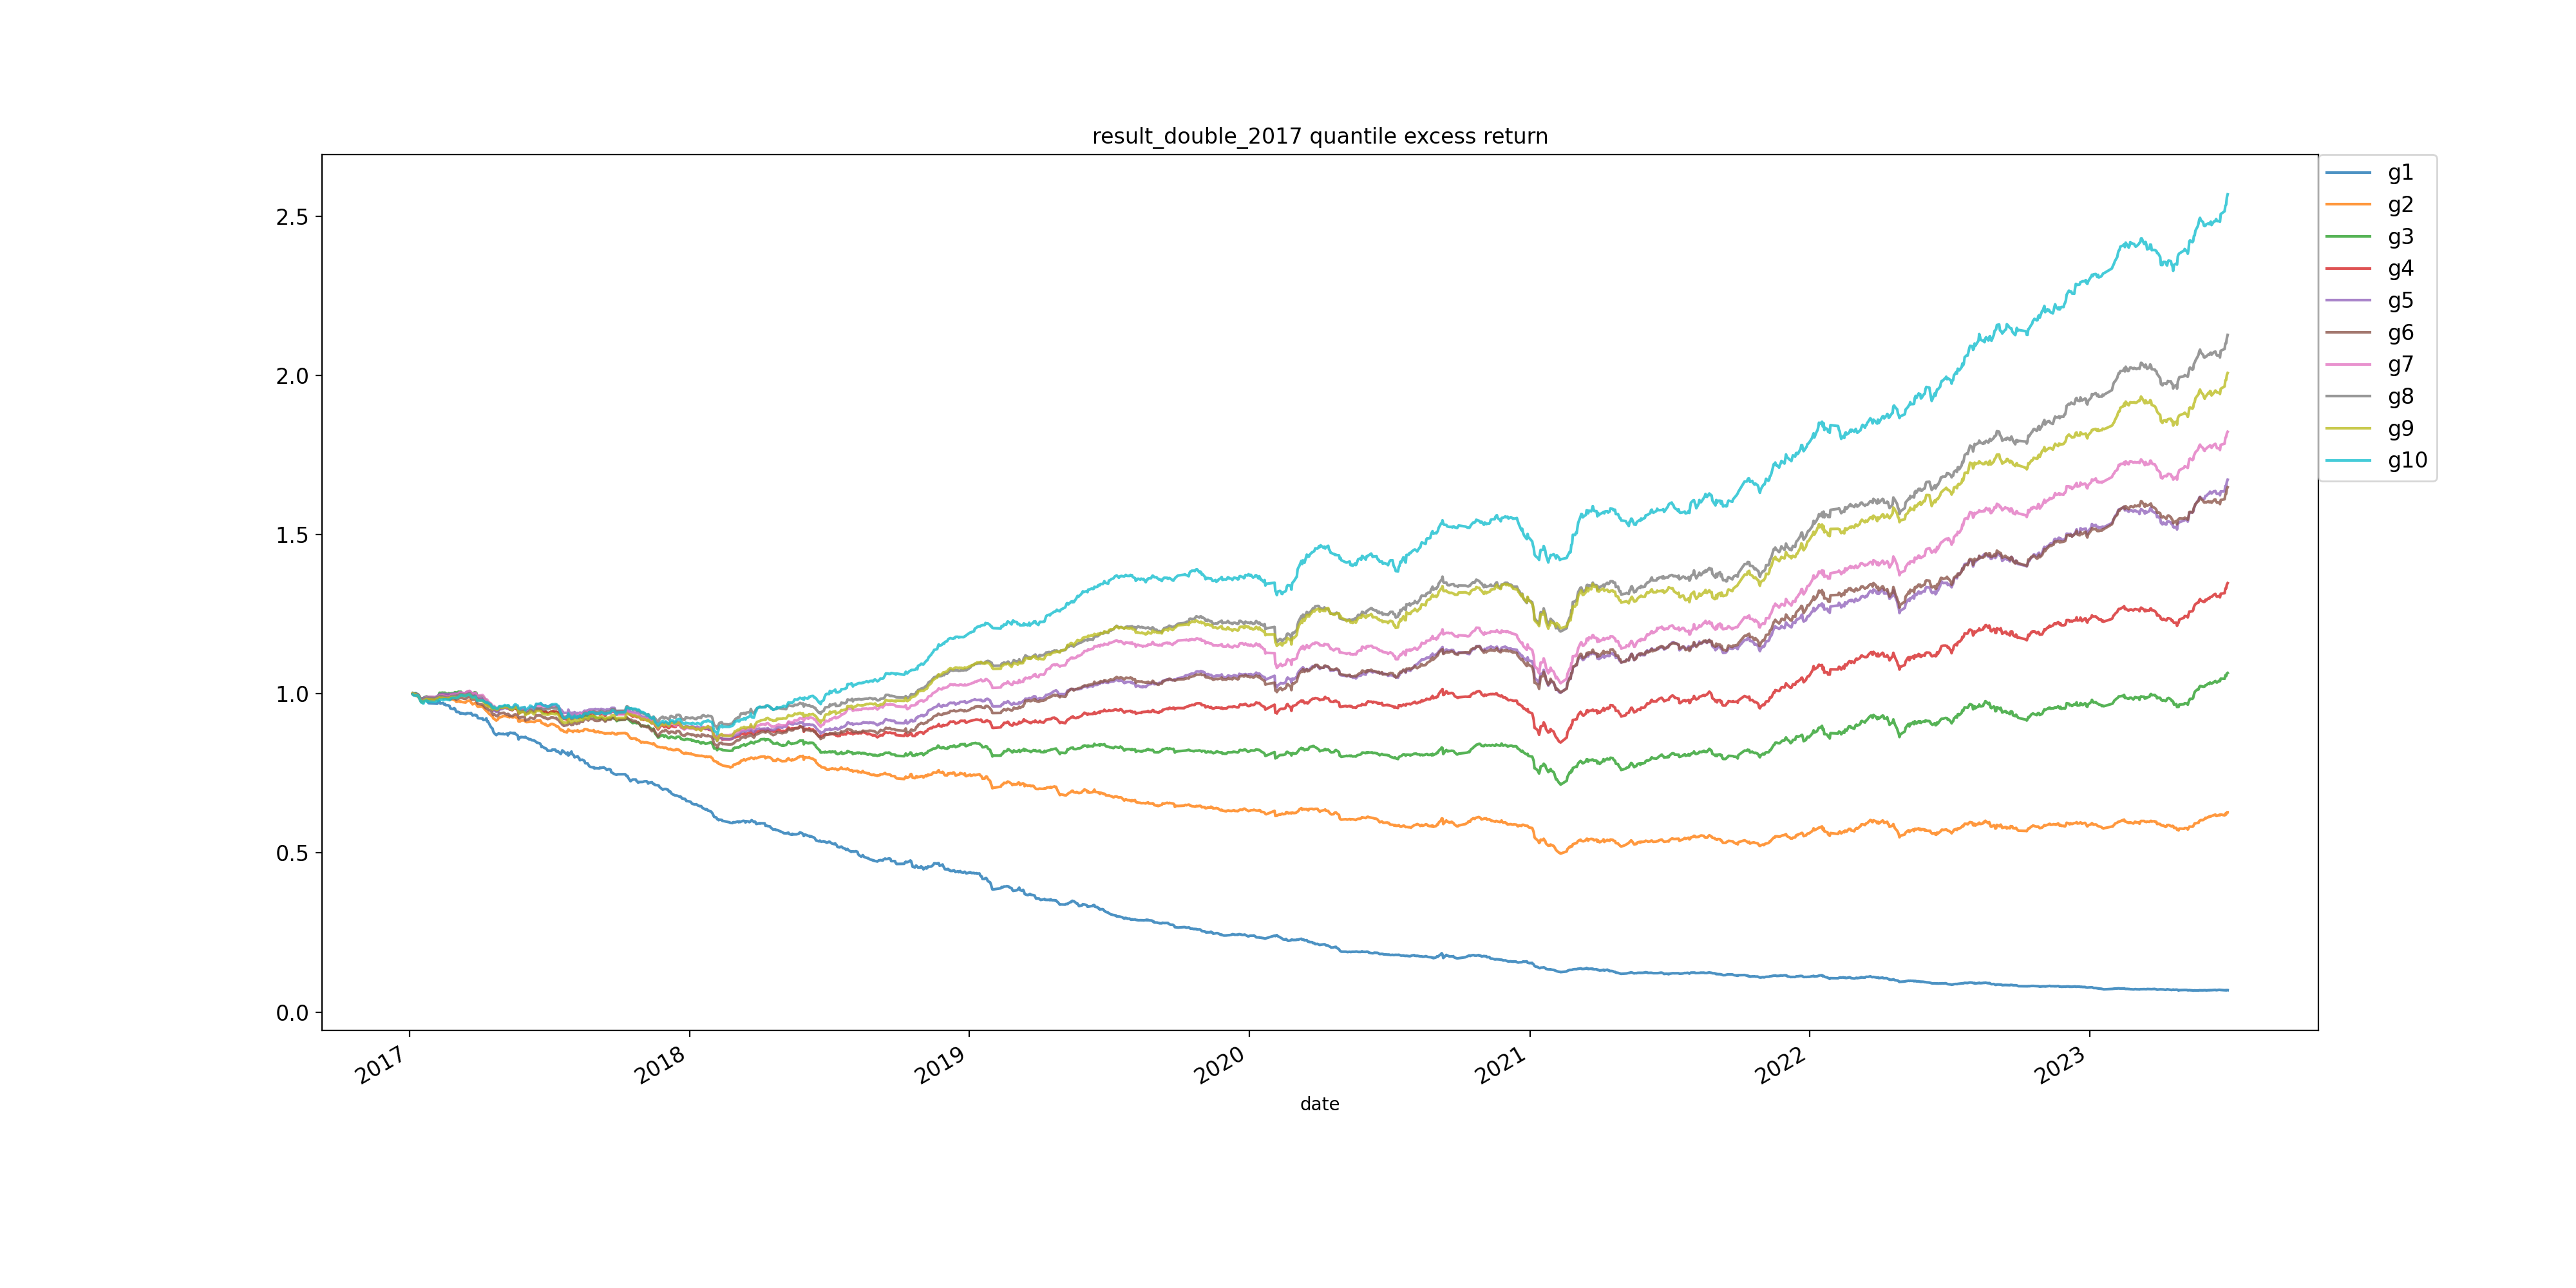 result_double_2017 quantile excess return
2.5
2.0
1.5
1.0
0.5
0.0
2017
2018
2019
2020
2021
2022
2023
date
g1
g2
g3
g4
g5
g6
g7
g8
g9
g10